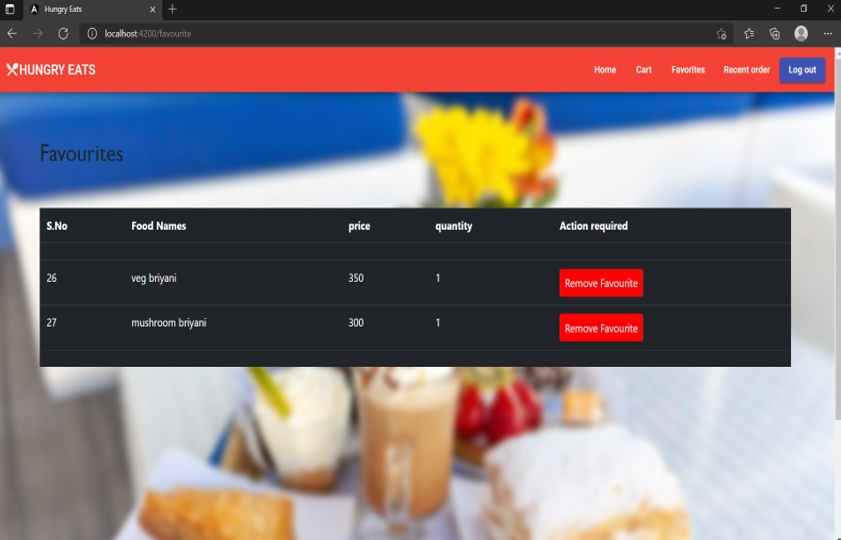 Hungry Eats
localhost:4200/favourite
HUNGRY EATS Home Cart Favorites Recent order Log out
Favourites
S.No Food Names price quantity Action required
26 veg briyani 350 1 Remove Favourite
27 mushroom briyani 300 1 Remove Favourite